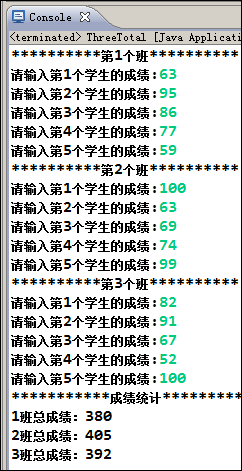 Console
<terminated> ThreeTotal [Java Applicati
**********第1个班**********
请输入第1个学生的成绩:63
请输入第2个学生的成绩:95
请输入第3个学生的成绩:86
请输入第4个学生的成绩:77
请输入第5个学生的成绩:59
**********第2个班**********
请输入第1个学生的成绩:100
请输入第2个学生的成绩:63
请输入第3个学生的成绩:69
请输入第4个学生的成绩:74
请输入第5个学生的成绩:99
**********第3个班**********
请输入第1个学生的成绩:82
请输入第2个学生的成绩:91
请输入第3个学生的成绩:67
请输入第4个学生的成绩:52
请输入第5个学生的成绩:100
***********成绩统计***********
1班总成绩: 380
2班总成绩: 405
3班总成绩: 392